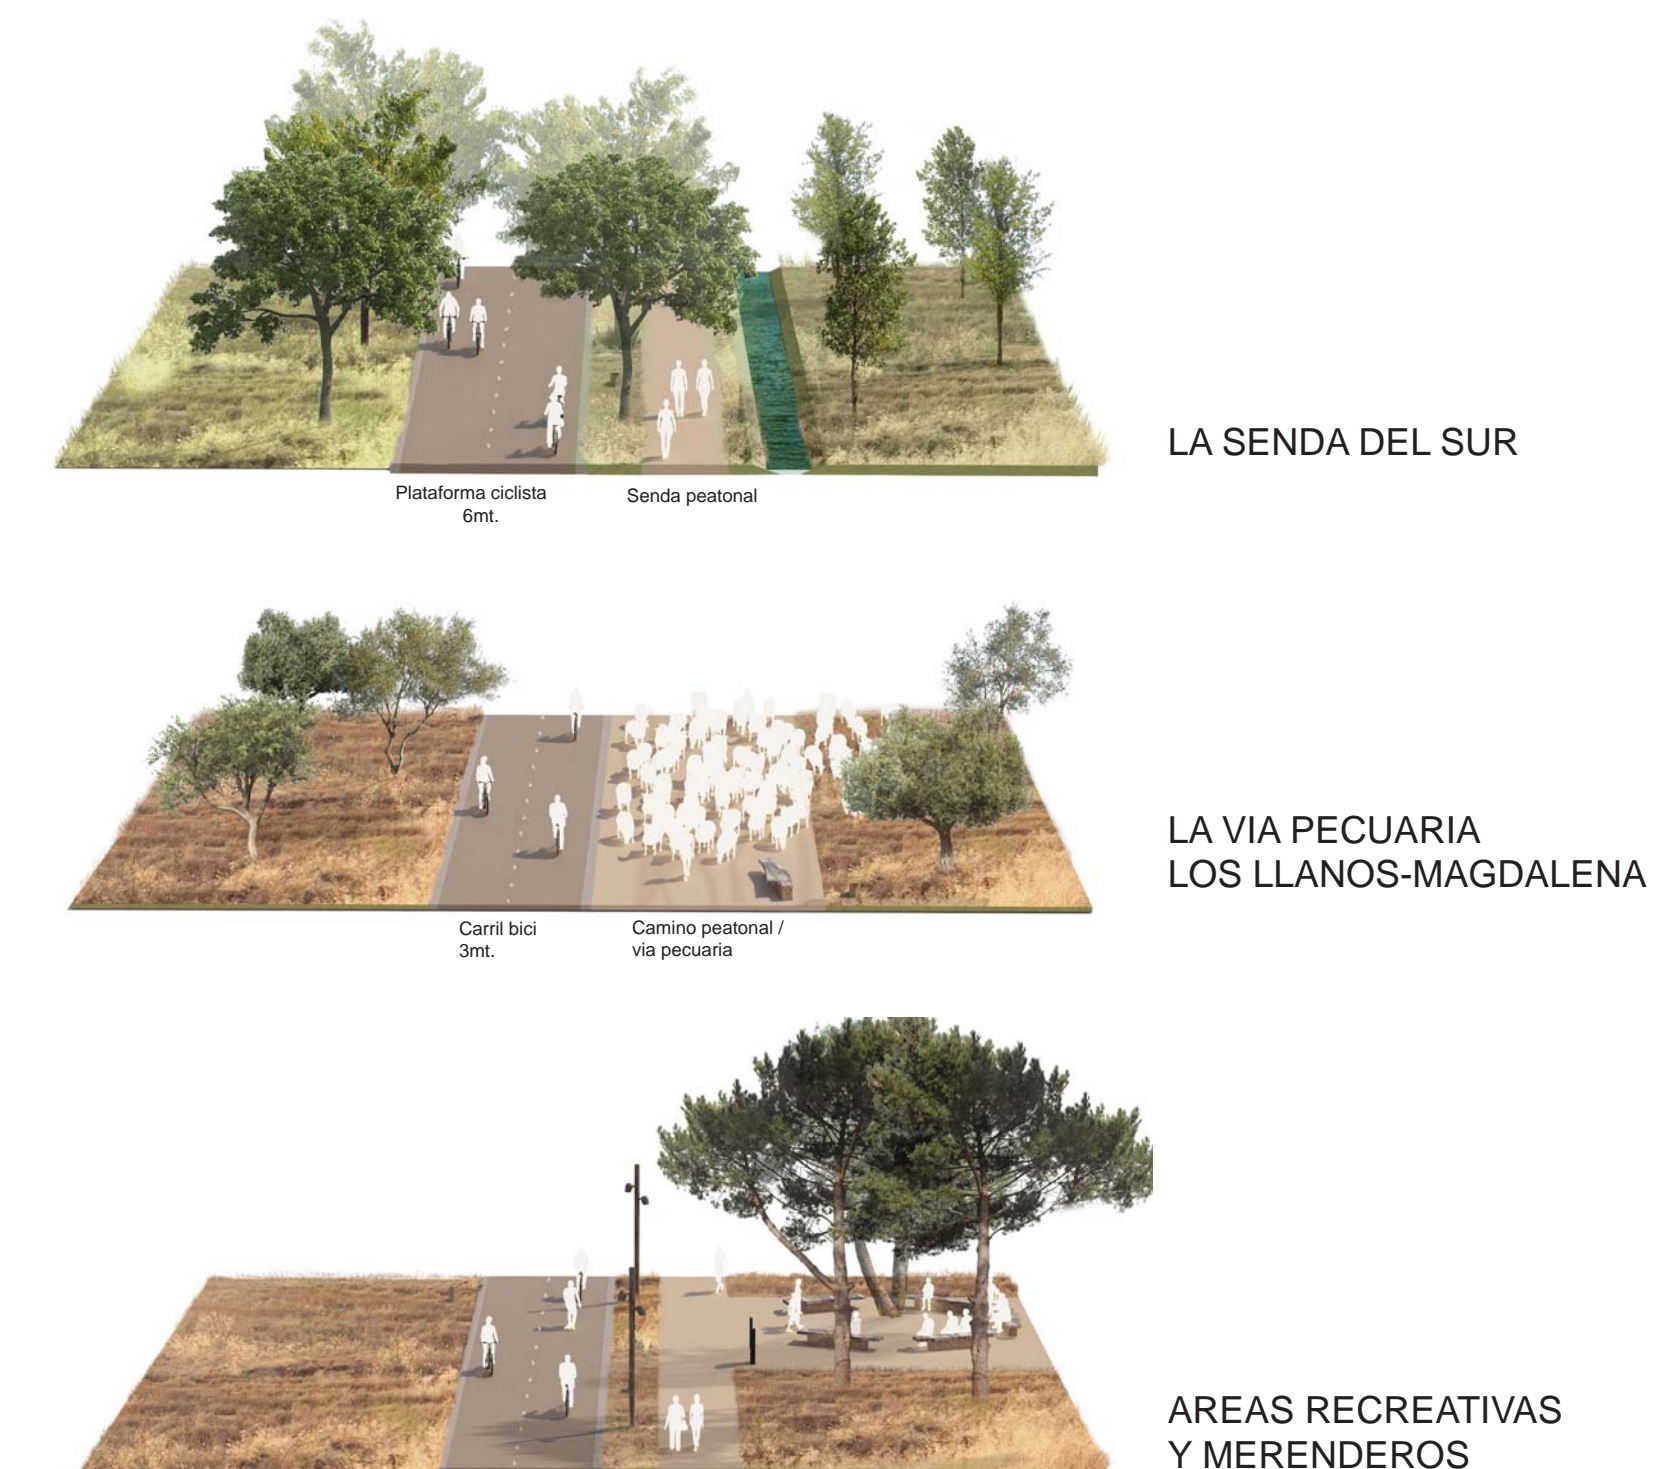 LA SENDA DEL SUR
Plataforma ciclista
6mt.
Senda peatonal
LA VIA PECUARIA
LOS LLANOS-MAGDALENA
Carril bici
3mt.
Camino peatonal /
via pecuaria
AREAS RECREATIVAS
Y MERENDEROS